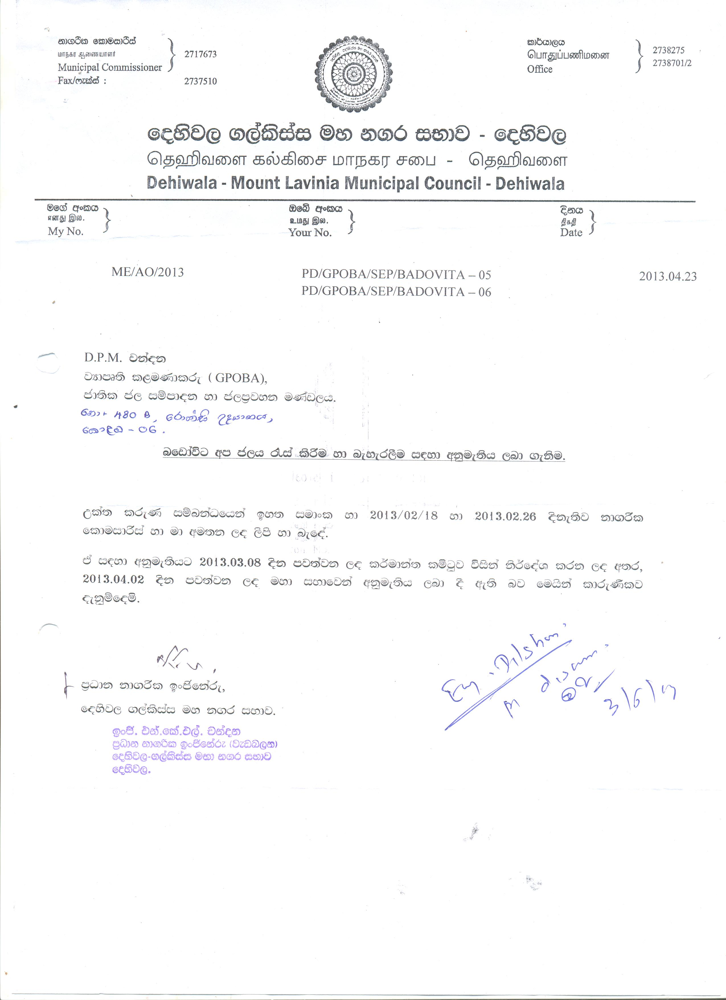 නාගරික කොමසාරිස්
மாநகர ஆணையாளர்
Municipal Commissioner
2717673
Fax/ෆැක්ස් :
2737510
කාර්යාලය
பொதுப்பணிமனை
Office
2738275
2738701/2
දෙහිවල ගල්කිස්ස මහ නගර සභාව - දෙහිවල
தெஹிவளை கல்கிசை மாநகர சபை - தெஹிவளை
Dehiwala - Mount Lavinia Municipal Council - Dehiwala
මගේ අංකය
எனது இல.
My No.
ඔබේ අංකය
உமது இல.
Your No.
දිනය
திகதி
Date
ME/AO/2013
PD/GPOBA/SEP/BADOVITA – 05
PD/GPOBA/SEP/BADOVITA – 06
2013.04.23
D.P.M. චන්දන
ව්‍යාපෘති කළමණාකරු ( GPOBA),
ජාතික ජල සම්පාදන හා ජලප්‍රවහන මණ්ඩලය.
480 B, උද්‍යානය,
කොළඹ - 06 .
බඩෝවිට අප ජලය රැස් කිරීම හා බැහැරලීම සඳහා අනුමැතිය ලබා ගැනිම.
උක්ත කරුණ සම්බන්ධයෙන් ඉහත සමාංක හා 2013/02/18 හා 2013.02.26 දිනැතිව නාගරික
කොමසාරිස් හා මා අමතන ලද ලිපි හා බැඳේ.
ඒ සඳහා අනුමැතියට 2013.03.08 දින පවත්වන ලද කර්මාන්ත කමිටුව විසින් නිර්දේශ කරන ලද අතර,
2013.04.02 දින පවත්වන ලද මහා සභාවෙන් අනුමැතිය ලබා දී ඇති බව මෙයින් කාරුණිකව
දැනුම්දෙමි.
Eng. Dilshan
ප්‍රධාන නාගරික ඉංජිනේරු,
දෙහිවල ගල්කිස්ස මහ නගර සභාව.
ඉංජි. එන්.කේ.එල්. චන්දන
ප්‍රධාන නාගරික ඉංජිනේරු (වැඩබලන)
දෙහිවල-ගල්කිස්ස මහා නගර සභාව
දෙහිවල.